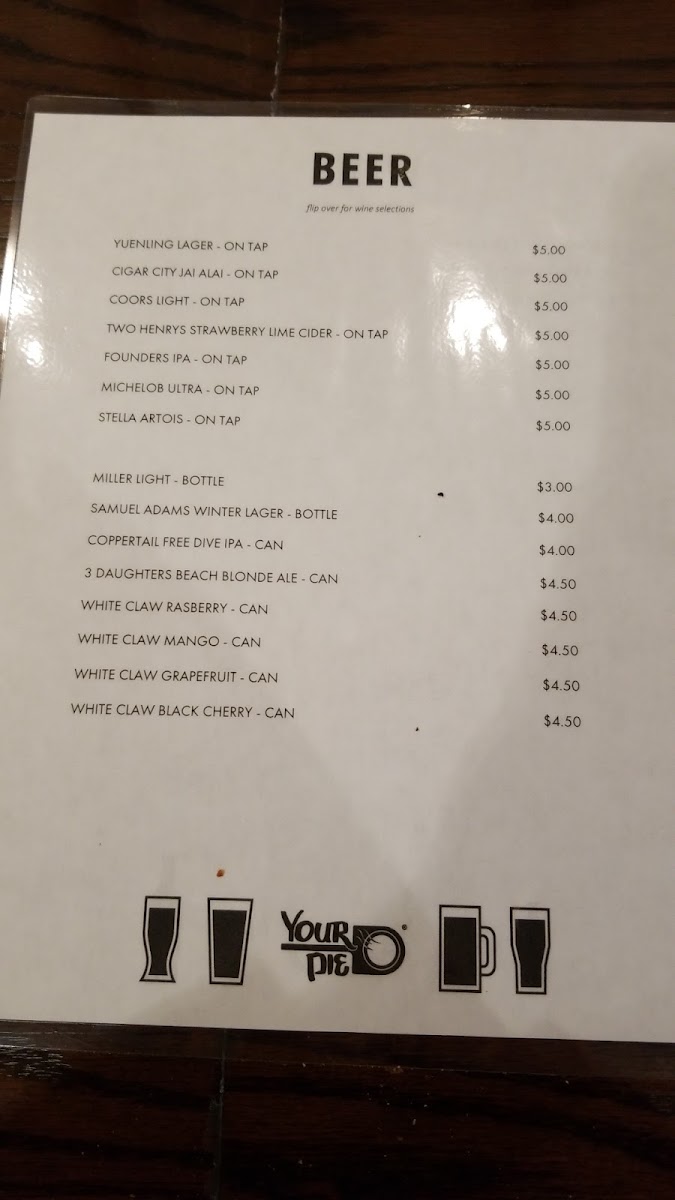 BEER
flip over for wine selections
YUENLING LAGER - ON TAP $5.00
CIGAR CITY JAI ALAI - ON TAP $5.00
COORS LIGHT - ON TAP $5.00
TWO HENRYS STRAWBERRY LIME CIDER - ON TAP $5.00
FOUNDERS IPA - ON TAP $5.00
MICHELOB ULTRA - ON TAP $5.00
STELLA ARTOIS - ON TAP $5.00
MILLER LIGHT - BOTTLE $3.00
SAMUEL ADAMS WINTER LAGER - BOTTLE $4.00
COPPERTAIL FREE DIVE IPA - CAN $4.00
3 DAUGHTERS BEACH BLONDE ALE - CAN $4.50
WHITE CLAW RASBERRY - CAN $4.50
WHITE CLAW MANGO - CAN $4.50
WHITE CLAW GRAPEFRUIT - CAN $4.50
WHITE CLAW BLACK CHERRY - CAN $4.50
YOUR
PIE